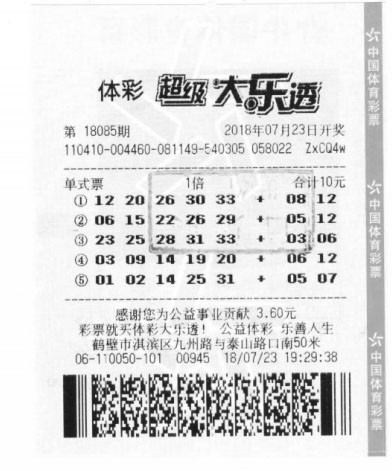 体彩 超级大乐透
第 18085期 2018年07月23日开奖
110410-004460-081149-540305 058022 ZxCQ4w
单式票 1倍 合计10元
① 12 20 26 30 33 + 08 12
② 06 15 22 26 29 + 05 12
③ 23 25 28 31 33 + 03 06
④ 03 09 14 19 20 + 06 12
⑤ 01 02 14 25 31 + 05 07
感谢您为公益事业贡献 3.60元
彩票就买体彩大乐透! 公益体彩 乐善人生
鹤壁市淇滨区九州路与泰山路口南50米
06-110050-101 00945 18/07/23 19:29:38
中国体育彩票
中国体育彩票
中国体育彩票